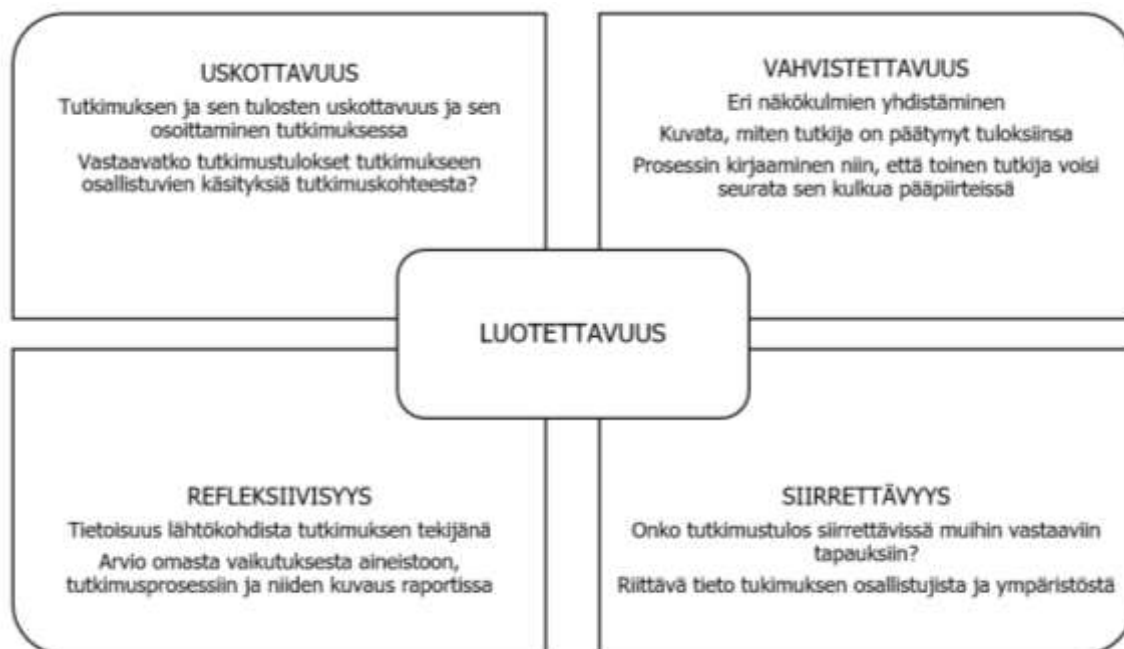 USKOTTAVUUS
Tutkimuksen ja sen tulosten uskottavuus ja sen
osoittaminen tutkimuksessa
Vastaavatko tutkimustulokset tutkimukseen
osallistuvien käsityksiä tutkimuskohteesta?
VAHVISTETTAVUUS
Eri näkökulmien yhdistäminen
Kuvata, miten tutkija on päätynyt tuloksiinsa
Prosessin kirjaaminen niin, että toinen tutkija voisi
seurata sen kulkua pääpiirteissä
LUOTETTAVUUS
REFLEKSIIVISYYS
Tietoisuus lähtökohdista tutkimuksen tekijänä
Arvio omasta vaikutuksesta aineistoon,
tutkimusprosessiin ja niiden kuvaus raportissa
SIIRRETTÄVYYS
Onko tutkimustulos siirrettävissä muihin vastaaviin
tapauksiin?
Riittävä tieto tukimuksen osallistujista ja ympäristöstä